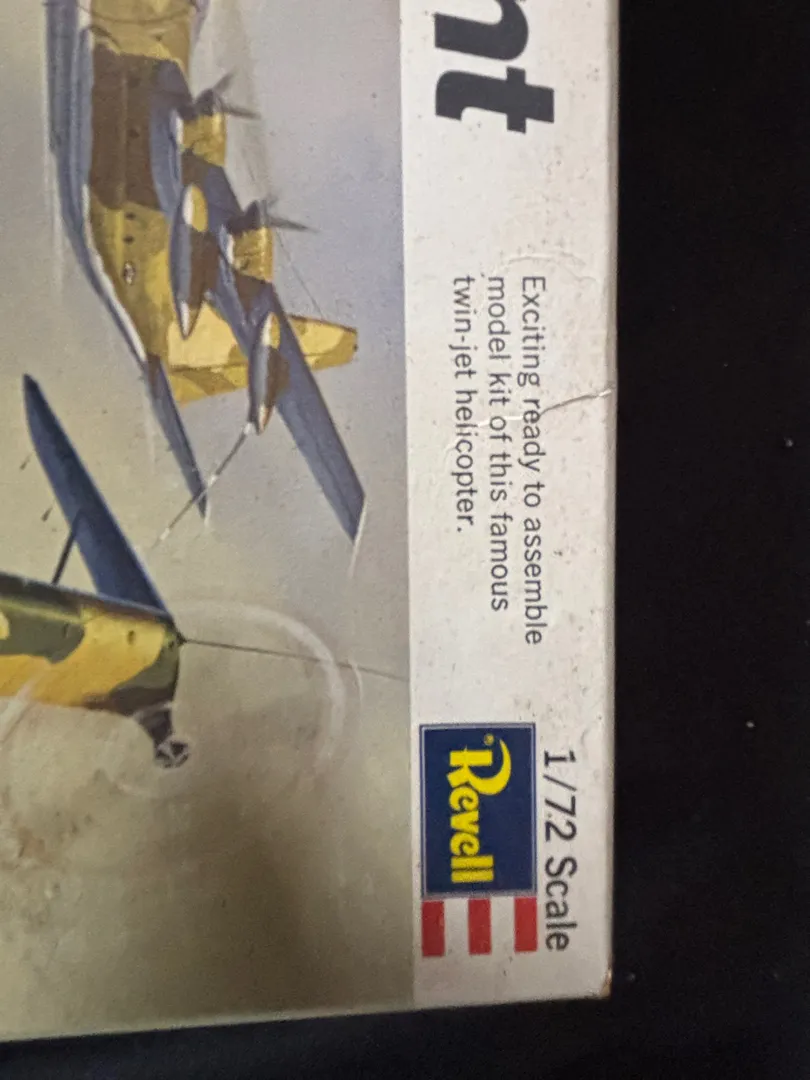 nt
Exciting ready to assemble
model kit of this famous
twin-jet helicopter.
1/72 Scale
Revell®